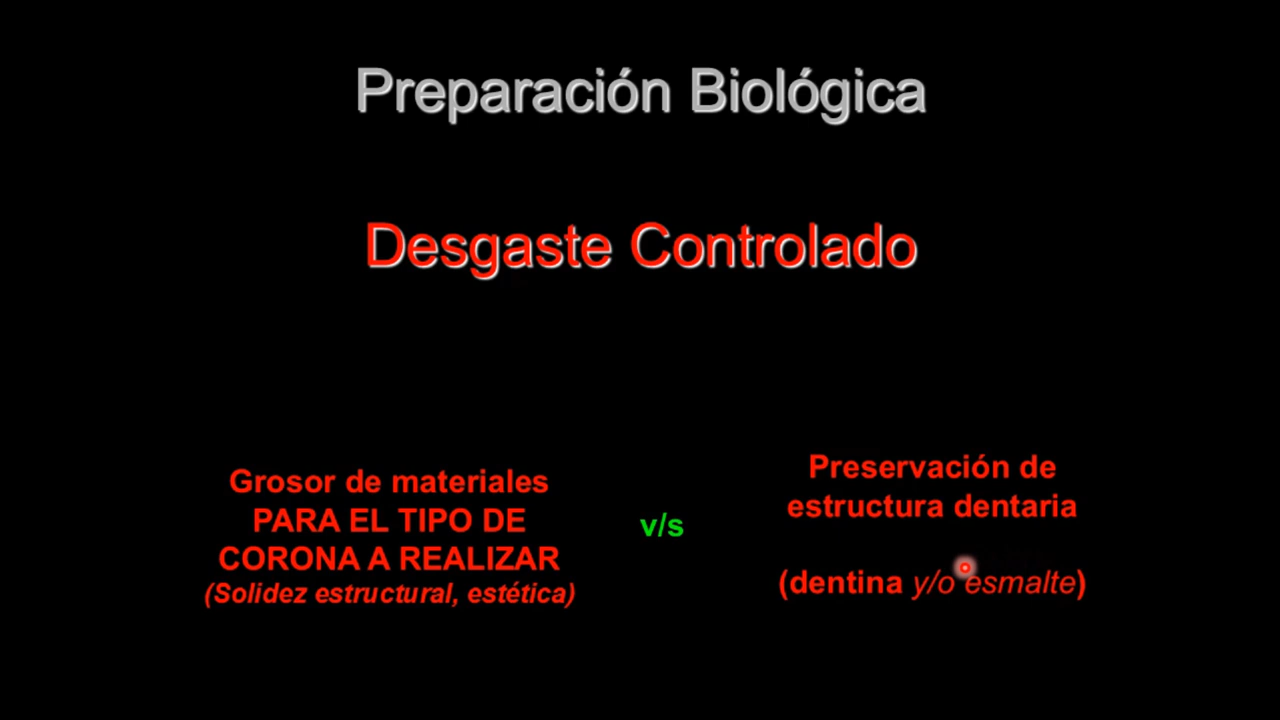 Preparación Biológica
Desgaste Controlado
Grosor de materiales
PARA EL TIPO DE
CORONA A REALIZAR
(Solidez estructural, estética)
v/s
Preservación de
estructura dentaria
(dentina y/o esmalte)